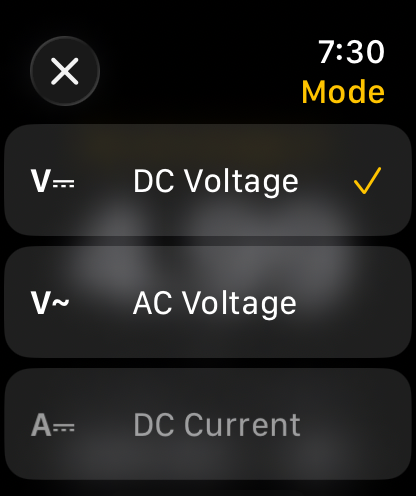 7:30
Mode
V⎓ DC Voltage
V~ AC Voltage
A⎓ DC Current